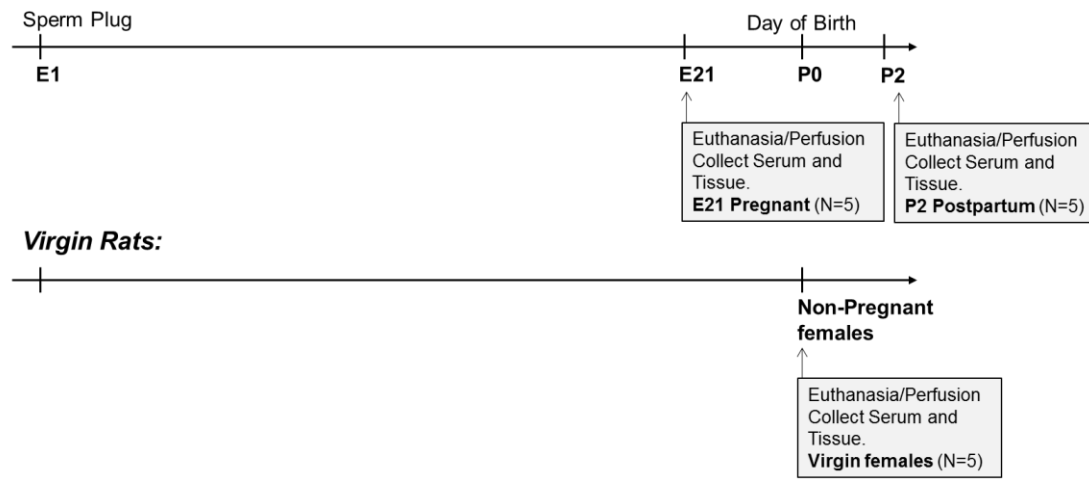 Sperm Plug
Day of Birth
E1
E21
P0
P2
Euthanasia/Perfusion
Collect Serum and
Tissue.
E21 Pregnant (N=5)
Euthanasia/Perfusion
Collect Serum and
Tissue.
P2 Postpartum (N=5)
Virgin Rats:
Non-Pregnant
females
Euthanasia/Perfusion
Collect Serum and
Tissue.
Virgin females (N=5)